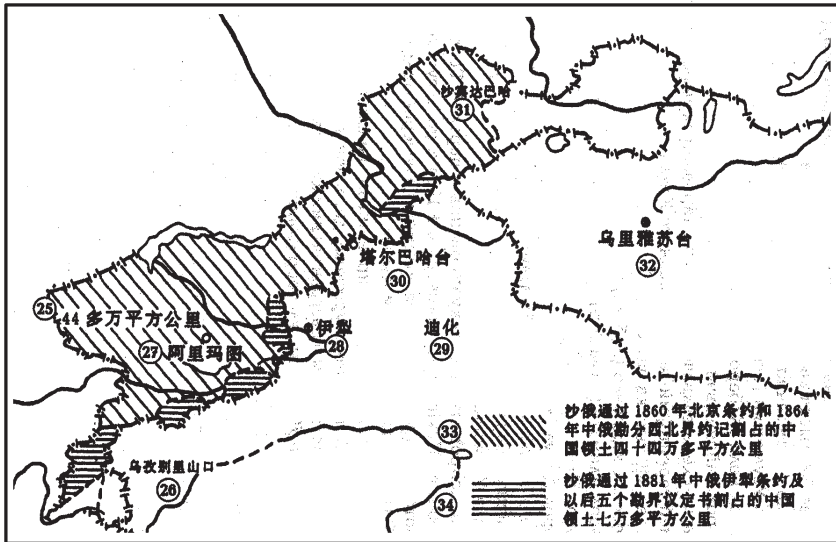 沙宾达巴哈
㉛
乌里雅苏台
㉜
塔尔巴哈台
㉚
㉕
44多万平方公里
伊犁
㉘
迪化
㉙
㉗ 阿里玛图
㉝
沙俄通过1860年北京条约和1864
年中俄勘分西北界约记割占的中
国领土四十四万多平方公里
乌孜别里山口
㉖
㉞
沙俄通过1881年中俄伊犁条约及
以后五个勘界议定书割占的中国
领土七万多平方公里